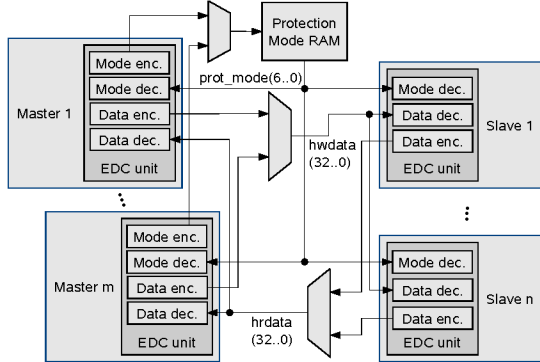 Protection
Mode RAM
Mode enc.
Mode dec.
Data enc.
Data dec.
EDC unit
Master 1
prot_mode(6..0)
hwdata
(32..0)
Mode dec.
Data dec.
Data enc.
EDC unit
Slave 1
...
...
Mode enc.
Mode dec.
Data enc.
Data dec.
EDC unit
Master m
hrdata
(32..0)
Mode dec.
Data dec.
Data enc.
EDC unit
Slave n